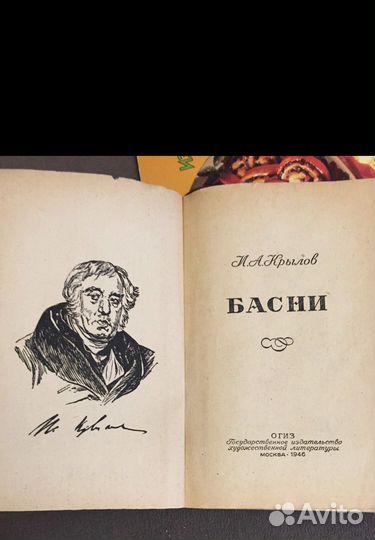 И.А.Крылов
БАСНИ
ОГИЗ
Государственное издательство
художественной литературы
МОСКВА · 1946
Avito